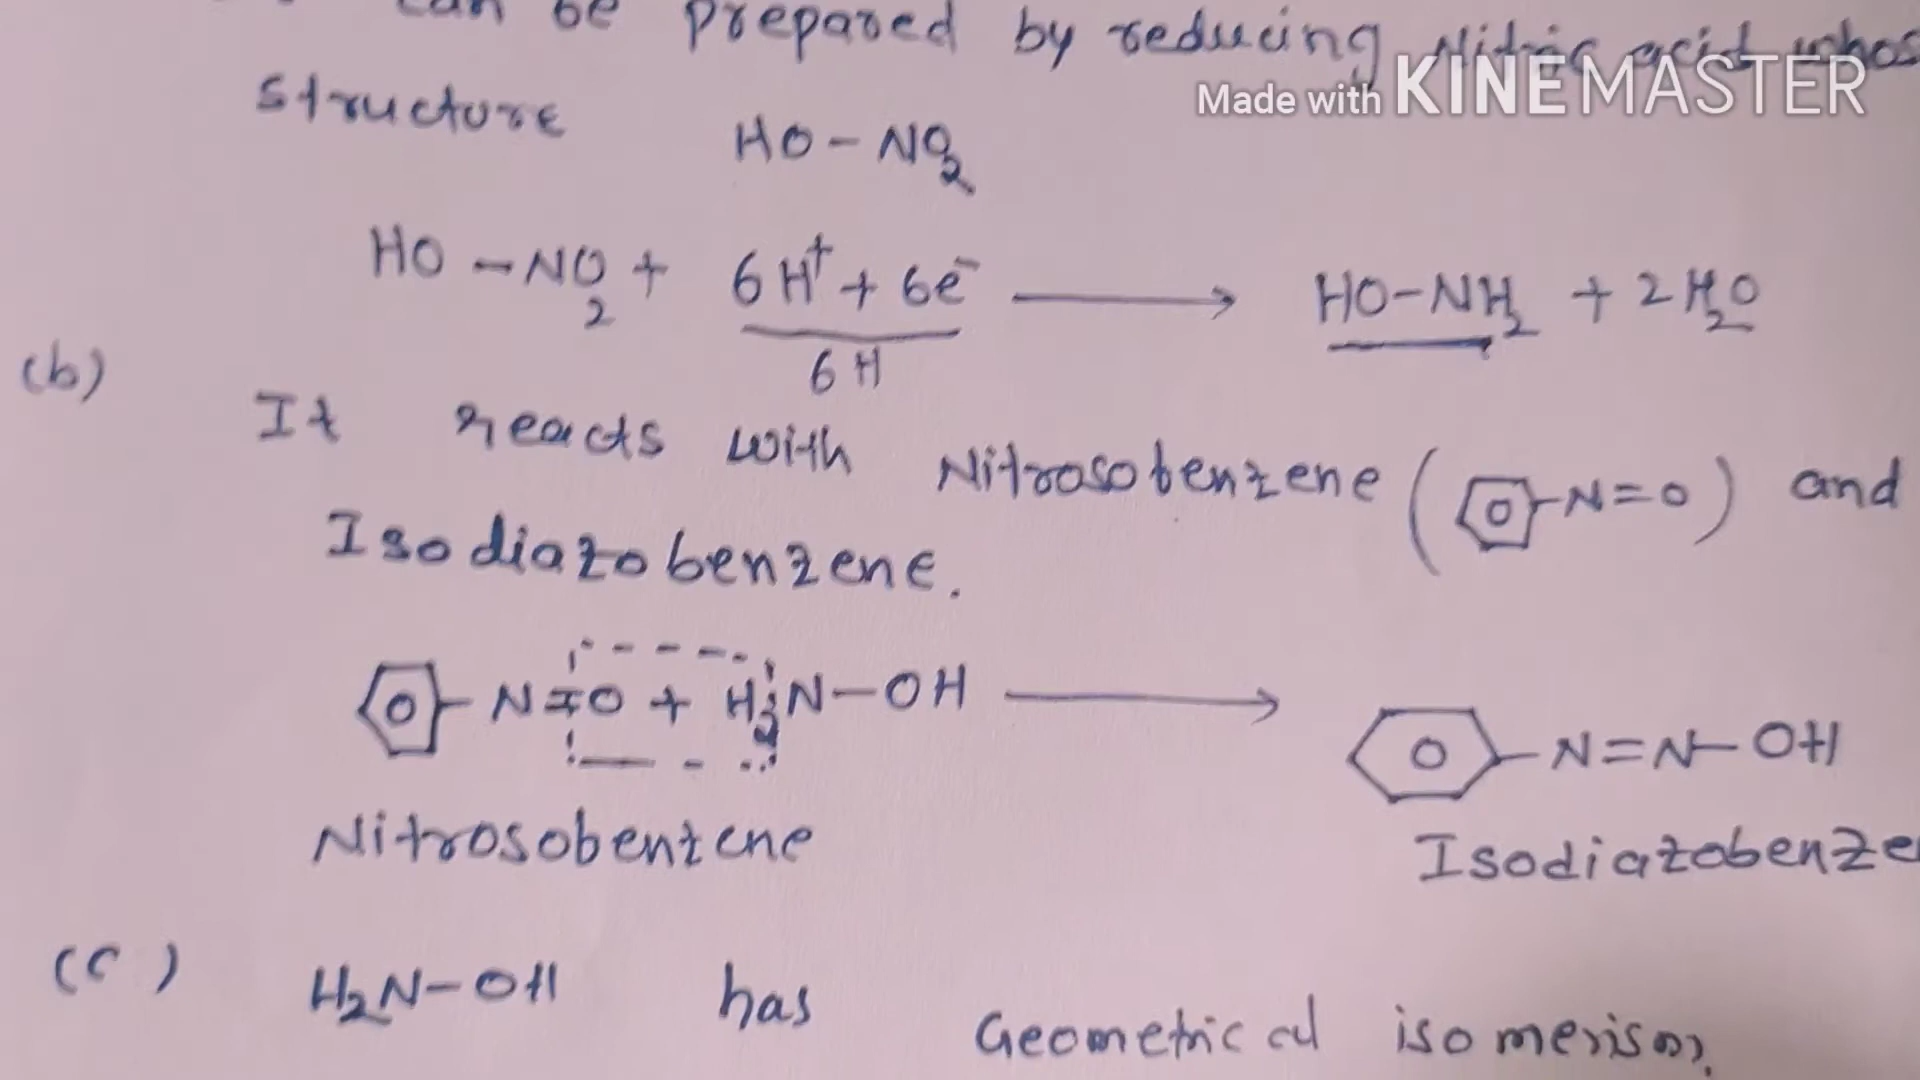 can be prepared by reducing Nitric acid whos
Made with KINEMASTER
structure HO-NO2
HO-NO2 + 6H+ + 6e- → HO-NH2 + 2H2O
6H
(b)
It reacts with Nitrosobenzene ( -N=O) and
Isodiazobenzene.
-N=O + H2N-OH → -N=N-OH
Nitrosobenzene Isodiazobenze
(c) H2N-OH has Geometrical isomerism.